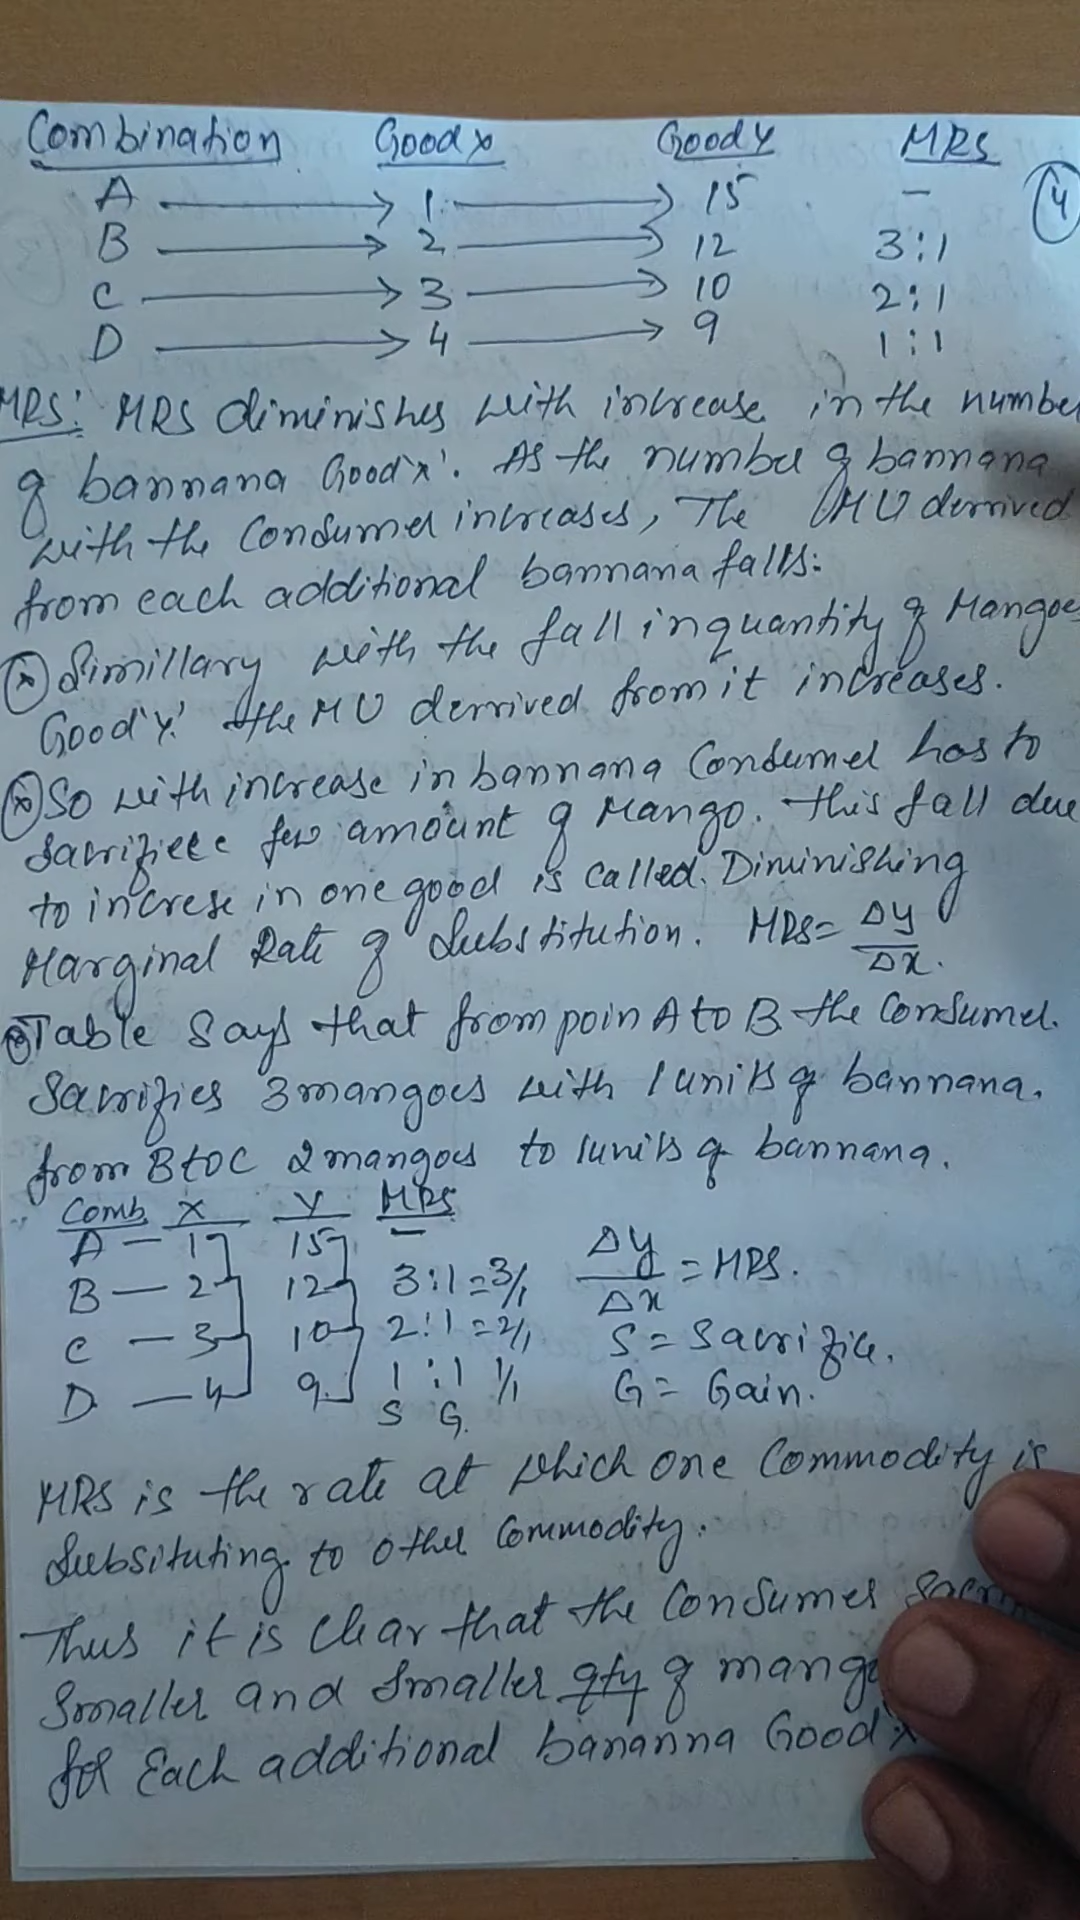 Combination Good x Good y MRS
A → 1 → 15 –
4
B → 2 → 12 3:1
C → 3 → 10 2:1
D → 4 → 9 1:1
MRS: MRS diminishes with increase in the number
of bannana Good 'x'. As the number of bannana
with the Consumer increases, The MU derrived
from each additional bannana falls:
Simillary with the fall in quantity of Mangoes
Good 'y' the MU derrived from it increases.
So with increase in bannana Consumer has to
Sacrifiece few amount of Mango. This fall due
to increse in one good is called. Diminishing
Marginal Rate of Substitution. MRS = Δy/Δx.
Table Says that from poin A to B the Consumer.
Sacrifies 3 mangoes with 1 units of bannana.
from B to C 2 mangoes to 1 units of bannana.
Comb X Y MRS
A – 1 15 –
B – 2 12 3:1 = 3/1 Δy/Δx = MRS.
C – 3 10 2:1 = 2/1 S = Sacrifice.
D – 4 9 1:1 1/1 G = Gain.
S G.
MRS is the rate at which one Commodity is
Subsituting to other Commodity.
Thus it is Clear that the Consumer
Smaller and Smaller qty of
for Each additional bananna Good 'x